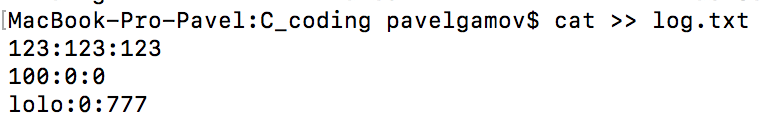 [MacBook-Pro-Pavel:C_coding pavelgamov$ cat >> log.txt
123:123:123
100:0:0
lolo:0:777